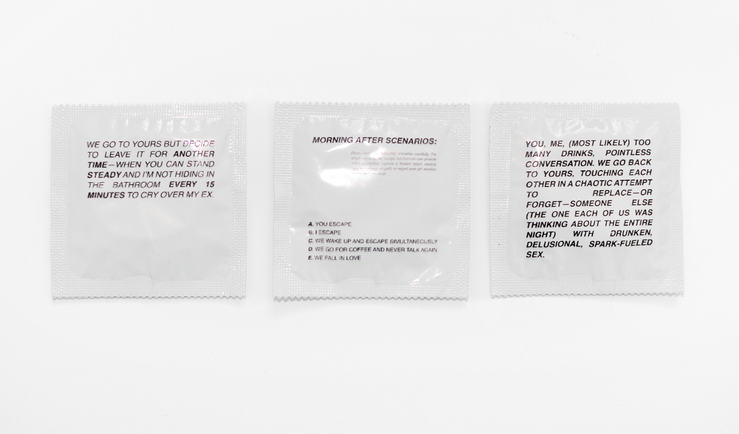 WE GO TO YOURS BUT DECIDE
TO LEAVE IT FOR ANOTHER
TIME—WHEN YOU CAN STAND
STEADY AND I'M NOT HIDING IN
THE BATHROOM EVERY 15
MINUTES TO CRY OVER MY EX.
MORNING AFTER SCENARIOS:
A. YOU ESCAPE
B. I ESCAPE
C. WE WAKE UP AND ESCAPE SIMULTANEOUSLY
D. WE GO FOR COFFEE AND NEVER TALK AGAIN
E. WE FALL IN LOVE
YOU, ME, (MOST LIKELY) TOO
MANY DRINKS, POINTLESS
CONVERSATION. WE GO BACK
TO YOURS, TOUCHING EACH
OTHER IN A CHAOTIC ATTEMPT
TO REPLACE—OR
FORGET—SOMEONE ELSE
(THE ONE EACH OF US WAS
THINKING ABOUT THE ENTIRE
NIGHT) WITH DRUNKEN,
DELUSIONAL, SPARK-FUELED
SEX.